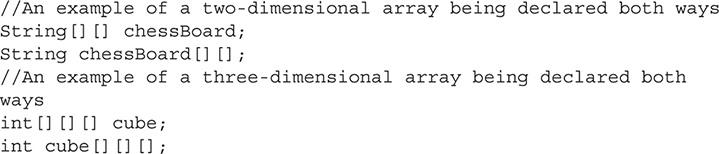 //An example of a two-dimensional array being declared both ways
String[][] chessBoard;
String chessBoard[][];
//An example of a three-dimensional array being declared both
ways
int[][][] cube;
int cube[][][];